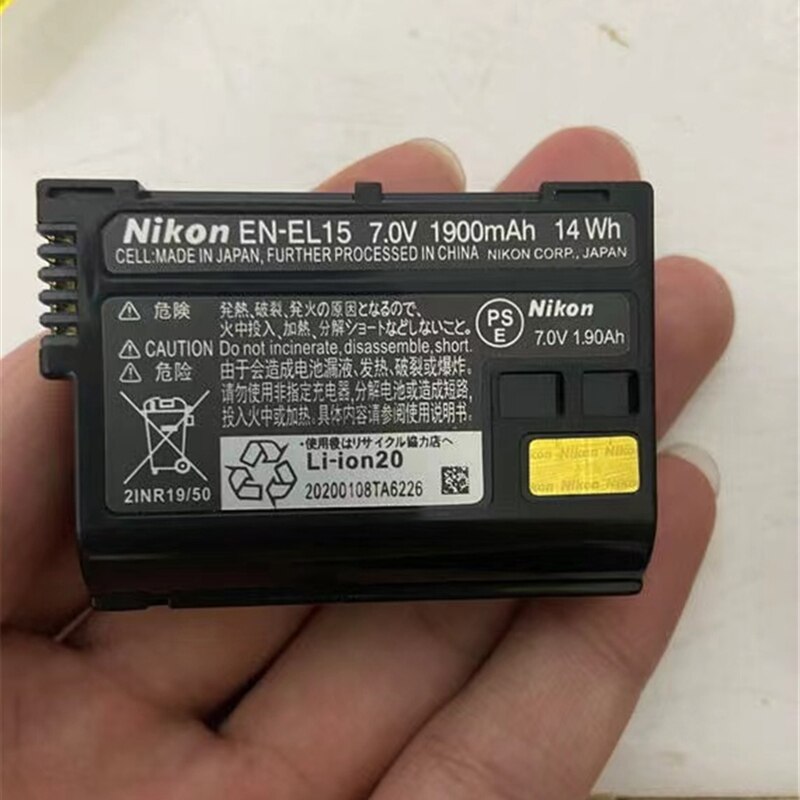 Nikon EN-EL15 7.0V 1900mAh 14 Wh
CELL:MADE IN JAPAN, FURTHER PROCESSED IN CHINA NIKON CORP., JAPAN
⚠ 危険 発熱、破裂、発火の原因となるので、
火中投入、加熱、分解ショートなどしないこと。
⚠ CAUTION Do not incinerate, disassemble, short.
⚠ 危险 由于会造成电池漏液、发热、破裂或爆炸。
请勿使用非指定充电器,分解电池或造成短路,
投入火中或加热。具体内容请参阅使用说明书。
PS
E
Nikon
7.0V 1.90Ah
2INR19/50
•使用後はリサイクル協力店へ
Li-ion20
20200108TA6226
Nikon Nikon
Nikon Nikon Nikon